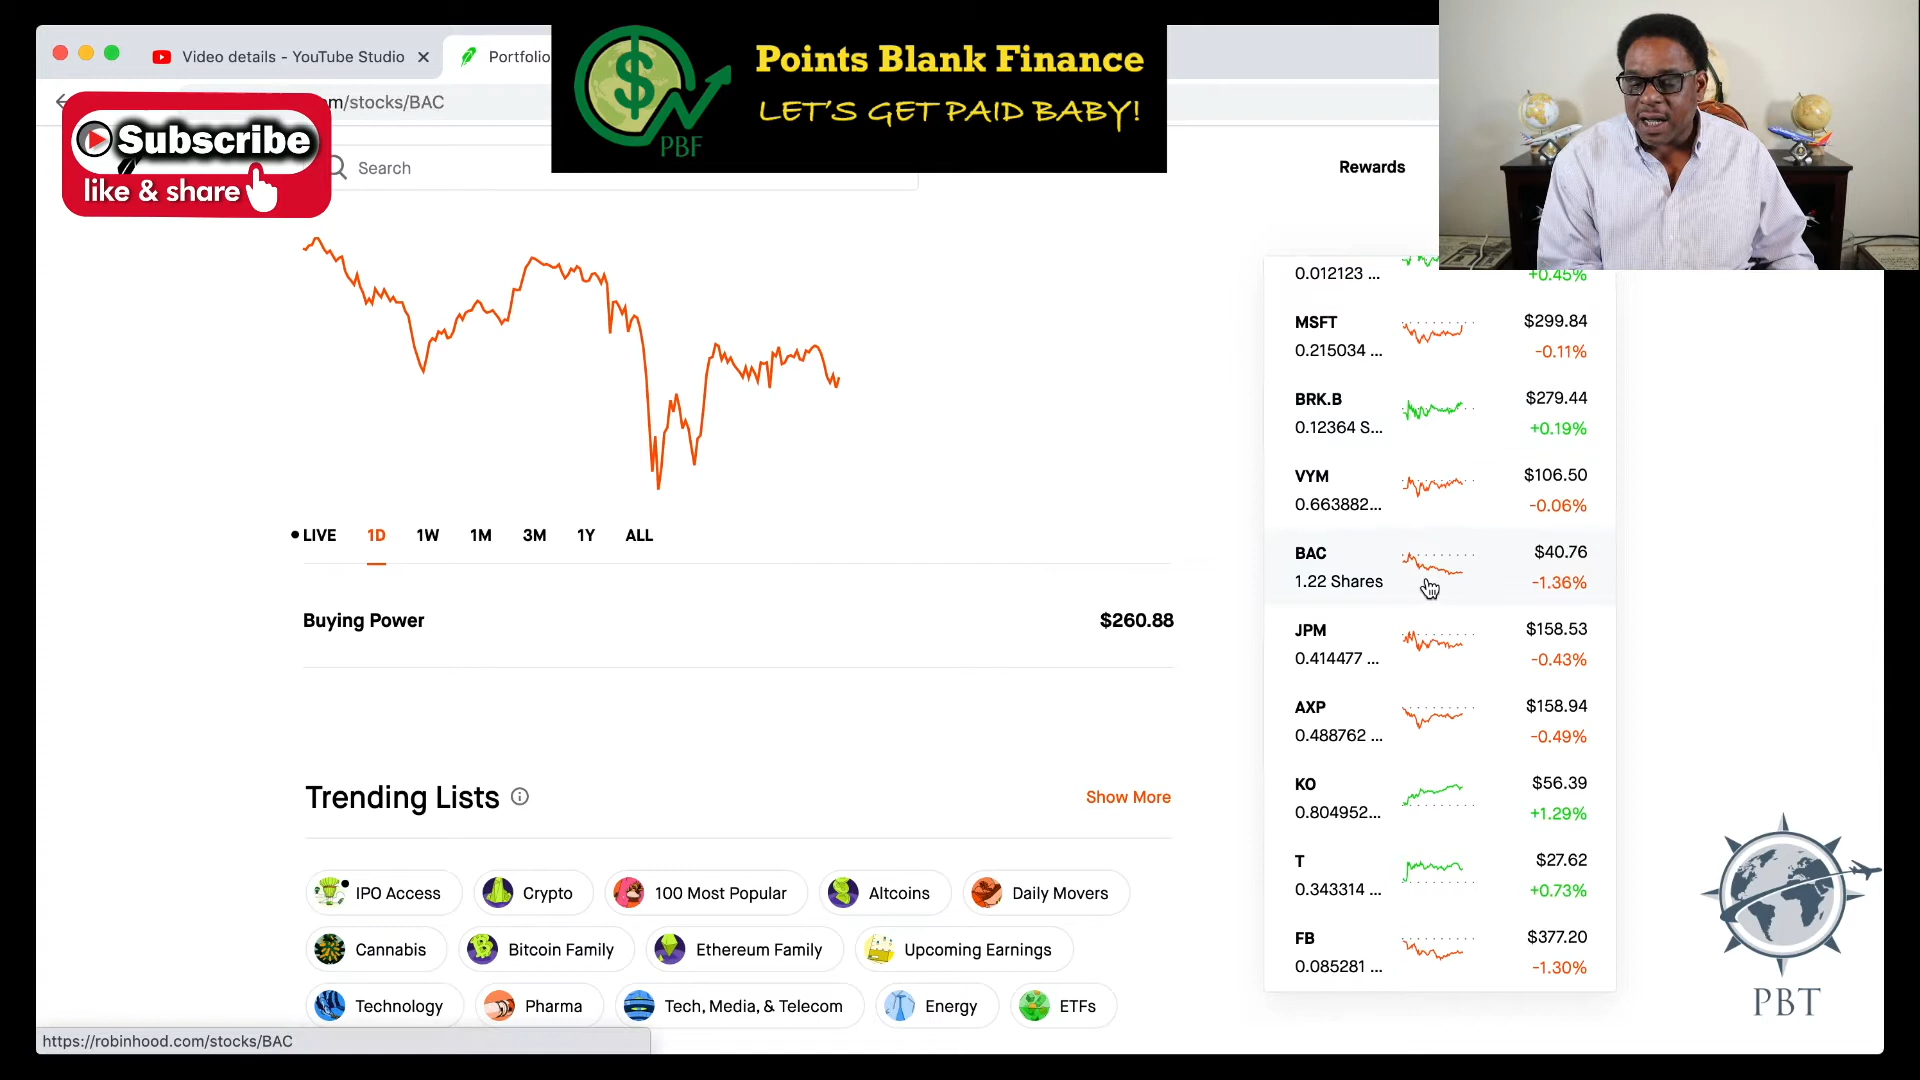 Video details - YouTube Studio
Portfolio
Points Blank Finance
LET'S GET PAID BABY!
PBF
m/stocks/BAC
Subscribe
like & share
Search
Rewards
0.012123 ...
+0.45%
MSFT
$299.84
0.215034 ...
-0.11%
BRK.B
$279.44
0.12364 S...
+0.19%
VYM
$106.50
0.663882...
-0.06%
BAC
$40.76
1.22 Shares
-1.36%
JPM
$158.53
0.414477 ...
-0.43%
AXP
$158.94
0.488762 ...
-0.49%
KO
$56.39
0.804952...
+1.29%
T
$27.62
0.343314 ...
+0.73%
FB
$377.20
0.085281 ...
-1.30%
LIVE 1D 1W 1M 3M 1Y ALL
Buying Power $260.88
Trending Lists
Show More
IPO Access
Crypto
100 Most Popular
Altcoins
Daily Movers
Cannabis
Bitcoin Family
Ethereum Family
Upcoming Earnings
Technology
Pharma
Tech, Media, & Telecom
Energy
ETFs
PBT
https://robinhood.com/stocks/BAC